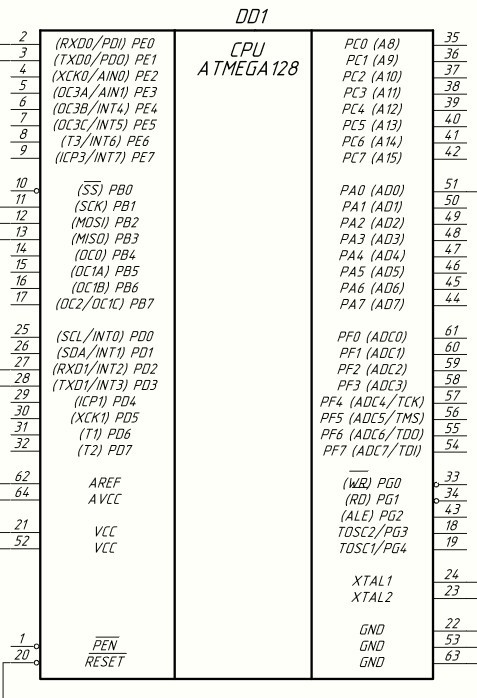 DD1
CPU
ATMEGA128
2 (RXD0/PDI) PE0
3 (TXD0/PDO) PE1
4 (XCK0/AIN0) PE2
5 (OC3A/AIN1) PE3
6 (OC3B/INT4) PE4
7 (OC3C/INT5) PE5
8 (T3/INT6) PE6
9 (ICP3/INT7) PE7
10 (SS) PB0
11 (SCK) PB1
12 (MOSI) PB2
13 (MISO) PB3
14 (OC0) PB4
15 (OC1A) PB5
16 (OC1B) PB6
17 (OC2/OC1C) PB7
25 (SCL/INT0) PD0
26 (SDA/INT1) PD1
27 (RXD1/INT2) PD2
28 (TXD1/INT3) PD3
29 (ICP1) PD4
30 (XCK1) PD5
31 (T1) PD6
32 (T2) PD7
62 AREF
64 AVCC
21 VCC
52 VCC
1 PEN
20 RESET
PC0 (A8) 35
PC1 (A9) 36
PC2 (A10) 37
PC3 (A11) 38
PC4 (A12) 39
PC5 (A13) 40
PC6 (A14) 41
PC7 (A15) 42
PA0 (AD0) 51
PA1 (AD1) 50
PA2 (AD2) 49
PA3 (AD3) 48
PA4 (AD4) 47
PA5 (AD5) 46
PA6 (AD6) 45
PA7 (AD7) 44
PF0 (ADC0) 61
PF1 (ADC1) 60
PF2 (ADC2) 59
PF3 (ADC3) 58
PF4 (ADC4/TCK) 57
PF5 (ADC5/TMS) 56
PF6 (ADC6/TDO) 55
PF7 (ADC7/TDI) 54
(WR) PG0 33
(RD) PG1 34
(ALE) PG2 43
TOSC2/PG3 18
TOSC1/PG4 19
XTAL1 24
XTAL2 23
GND 22
GND 53
GND 63